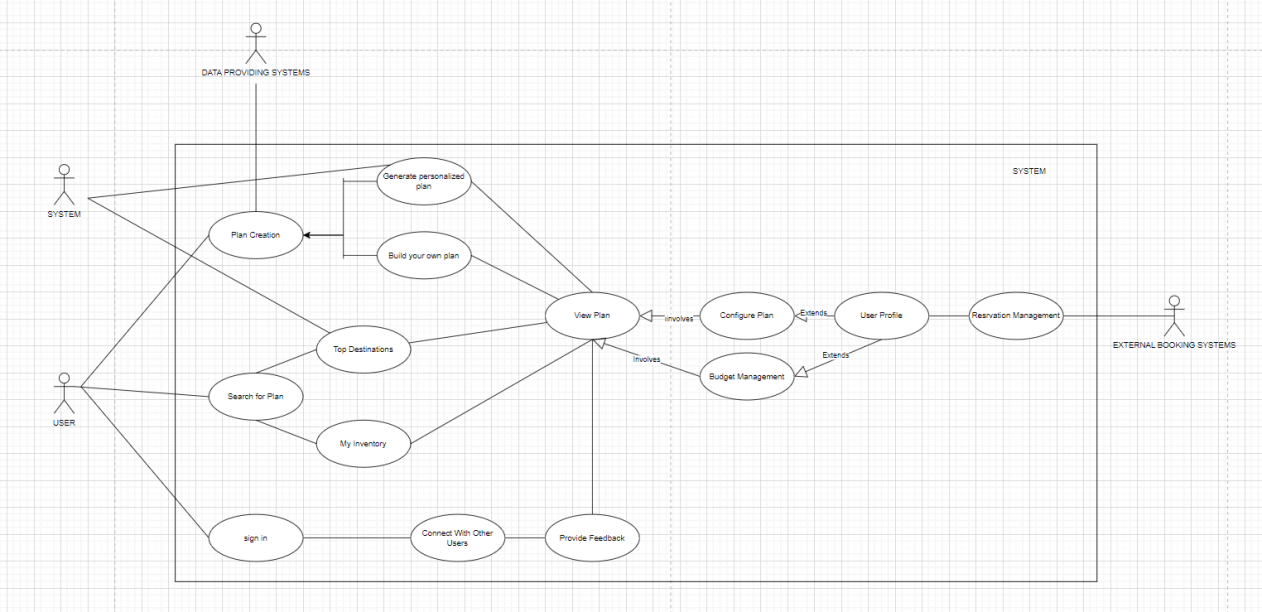 DATA PROVIDING SYSTEMS
SYSTEM
Generate personalized
plan
SYSTEM
Plan Creation
Build your own plan
View Plan
Involves
Configure Plan
Extends
User Profile
Resrvation Management
EXTERNAL BOOKING SYSTEMS
Top Destinations
Involves
Extends
Budget Management
Search for Plan
USER
My Inventory
sign in
Connect With Other
Users
Provide Feedback